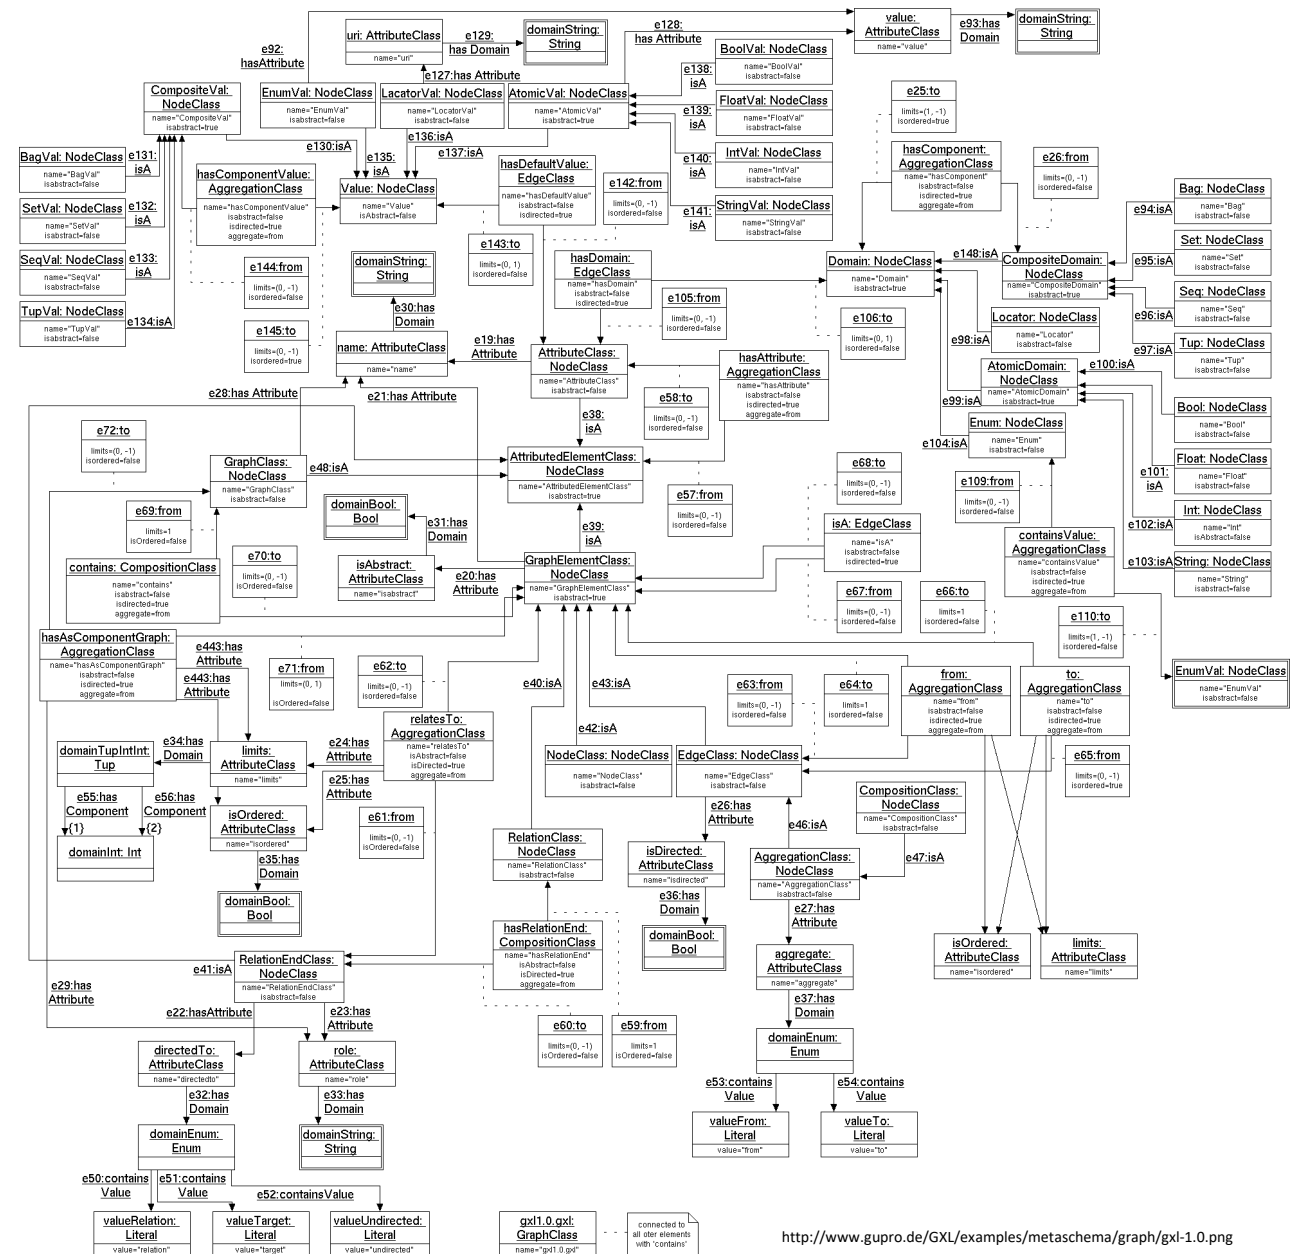 value:
AttributeClass
name="value"
e93:has
Domain
domainString:
String
uri: AttributeClass
name="uri"
e129:
has Domain
domainString:
String
e128:
has Attribute
e92:
hasAttribute
e127:has Attribute
BoolVal: NodeClass
name="BoolVal"
isabstract=false
e138:
isA
CompositeVal:
NodeClass
name="CompositeVal"
isabstract=true
EnumVal: NodeClass
name="EnumVal"
isabstract=false
LocatorVal: NodeClass
name="LocatorVal"
isabstract=false
AtomicVal: NodeClass
name="AtomicVal"
isabstract=true
FloatVal: NodeClass
name="FloatVal"
isabstract=false
e139:
isA
e25:to
limits=(1, -1)
isordered=true
e130:isA
e135:
isA
e136:isA
e137:isA
BagVal: NodeClass
name="BagVal"
isabstract=false
e131:
isA
hasComponentValue:
AggregationClass
name="hasComponentValue"
isabstract=false
isdirected=true
aggregate=from
Value: NodeClass
name="Value"
isAbstract=false
hasDefaultValue:
EdgeClass
name="hasDefaultValue"
isabstract=false
isdirected=true
e142:from
limits=(0, -1)
isordered=false
IntVal: NodeClass
name="IntVal"
isabstract=false
e140:
isA
hasComponent:
AggregationClass
name="hasComponent"
isabstract=false
isdirected=true
aggregate=from
e26:from
limits=(0, -1)
isordered=false
SetVal: NodeClass
name="SetVal"
isabstract=false
e132:
isA
StringVal: NodeClass
name="StringVal"
isabstract=false
e141:
isA
Bag: NodeClass
name="Bag"
isabstract=false
e94:isA
SeqVal: NodeClass
name="SeqVal"
isabstract=false
e133:
isA
e144:from
limits=(0, -1)
isordered=false
domainString:
String
e143:to
limits=(0, 1)
isordered=false
hasDomain:
EdgeClass
name="hasDomain"
isabstract=false
isdirected=true
Domain: NodeClass
name="Domain"
isabstract=true
e148:isA
CompositeDomain:
NodeClass
name="CompositeDomain"
isabstract=true
Set: NodeClass
name="Set"
isabstract=false
e95:isA
TupVal: NodeClass
name="TupVal"
isabstract=false
e134:isA
e145:to
limits=(0, -1)
isordered=true
e30:has
Domain
e105:from
limits=(0, -1)
isordered=false
e106:to
limits=(0, 1)
isordered=false
Seq: NodeClass
name="Seq"
isabstract=false
e96:isA
Locator: NodeClass
name="Locator"
isabstract=false
e98:isA
name: AttributeClass
name="name"
e19:has
Attribute
AttributeClass:
NodeClass
name="AttributeClass"
isabstract=false
hasAttribute:
AggregationClass
name="hasAttribute"
isabstract=false
isdirected=true
aggregate=from
Tup: NodeClass
name="Tup"
isabstract=false
e97:isA
AtomicDomain:
NodeClass
name="AtomicDomain"
isabstract=true
e100:isA
e99:isA
e28:has Attribute
e21:has Attribute
e58:to
limits=(0, -1)
isordered=false
e38:
isA
Enum: NodeClass
name="Enum"
isabstract=false
e104:isA
Bool: NodeClass
name="Bool"
isabstract=false
e72:to
limits=(0, -1)
isordered=false
GraphClass:
NodeClass
name="GraphClass"
isabstract=false
e48:isA
AttributedElementClass:
NodeClass
name="AttributedElementClass"
isabstract=true
e68:to
limits=(0, -1)
isordered=false
e109:from
limits=(0, -1)
isordered=false
Float: NodeClass
name="Float"
isabstract=false
e101:
isA
e57:from
limits=(0, -1)
isordered=false
domainBool:
Bool
e69:from
limits=1
isOrdered=false
e31:has
Domain
e39:
isA
isA: EdgeClass
name="isA"
isabstract=false
isdirected=true
Int: NodeClass
name="Int"
isAbstract=false
e102:isA
containsValue:
AggregationClass
name="containsValue"
isabstract=false
isdirected=true
aggregate=from
contains: CompositionClass
name="contains"
isabstract=false
isdirected=true
aggregate=from
e70:to
limits=(0, -1)
isOrdered=false
isAbstract:
AttributeClass
name="isabstract"
e20:has
Attribute
GraphElementClass:
NodeClass
name="GraphElementClass"
isabstract=true
String: NodeClass
name="String"
isabstract=false
e103:isA
e67:from
limits=(0, -1)
isordered=false
e66:to
limits=1
isordered=false
e110:to
limits=(1, -1)
isordered=false
hasAsComponentGraph:
AggregationClass
name="hasAsComponentGraph"
isabstract=false
isdirected=true
aggregate=from
e443:has
Attribute
e443:has
Attribute
e71:from
limits=(0, 1)
isOrdered=false
e62:to
limits=(0, -1)
isordered=false
e40:isA
e43:isA
e63:from
limits=(0, -1)
isordered=false
e64:to
limits=1
isordered=false
from:
AggregationClass
name="from"
isabstract=false
isdirected=true
aggregate=from
to:
AggregationClass
name="to"
isabstract=false
isdirected=true
aggregate=from
EnumVal: NodeClass
name="EnumVal"
isabstract=false
relatesTo:
AggregationClass
name="relatesTo"
isAbstract=false
isDirected=true
aggregate=from
e42:isA
domainTupIntInt:
Tup
e34:has
Domain
limits:
AttributeClass
name="limits"
e24:has
Attribute
e25:has
Attribute
NodeClass: NodeClass
name="NodeClass"
isabstract=false
EdgeClass: NodeClass
name="EdgeClass"
isabstract=false
e65:from
limits=(0, -1)
isordered=true
e55:has
Component
{1}
e56:has
Component
{2}
isOrdered:
AttributeClass
name="isordered"
e61:from
limits=(0, -1)
isOrdered=false
e26:has
Attribute
e46:isA
CompositionClass:
NodeClass
name="CompositionClass"
isabstract=false
domainInt: Int
e35:has
Domain
RelationClass:
NodeClass
name="RelationClass"
isabstract=false
isDirected:
AttributeClass
name="isdirected"
AggregationClass:
NodeClass
name="AggregationClass"
isabstract=false
e47:isA
domainBool:
Bool
e36:has
Domain
e27:has
Attribute
hasRelationEnd:
CompositionClass
name="hasRelationEnd"
isAbstract=false
isDirected=true
aggregate=from
domainBool:
Bool
isOrdered:
AttributeClass
name="isordered"
limits:
AttributeClass
name="limits"
e41:isA
RelationEndClass:
NodeClass
name="RelationEndClass"
isabstract=false
aggregate:
AttributeClass
name="aggregate"
e29:has
Attribute
e22:hasAttribute
e23:has
Attribute
e60:to
limits=(0, -1)
isOrdered=false
e59:from
limits=1
isOrdered=false
e37:has
Domain
directedTo:
AttributeClass
name="directedto"
role:
AttributeClass
name="role"
domainEnum:
Enum
e32:has
Domain
e33:has
Domain
e53:contains
Value
e54:contains
Value
domainEnum:
Enum
domainString:
String
valueFrom:
Literal
value="from"
valueTo:
Literal
value="to"
e50:contains
Value
e51:contains
Value
e52:containsValue
valueRelation:
Literal
value="relation"
valueTarget:
Literal
value="target"
valueUndirected:
Literal
value="undirected"
gxl1.0.gxl:
GraphClass
name="gxl1.0.gxl"
connected to
all oter elements
with 'contains'
http://www.gupro.de/GXL/examples/metaschema/graph/gxl-1.0.png